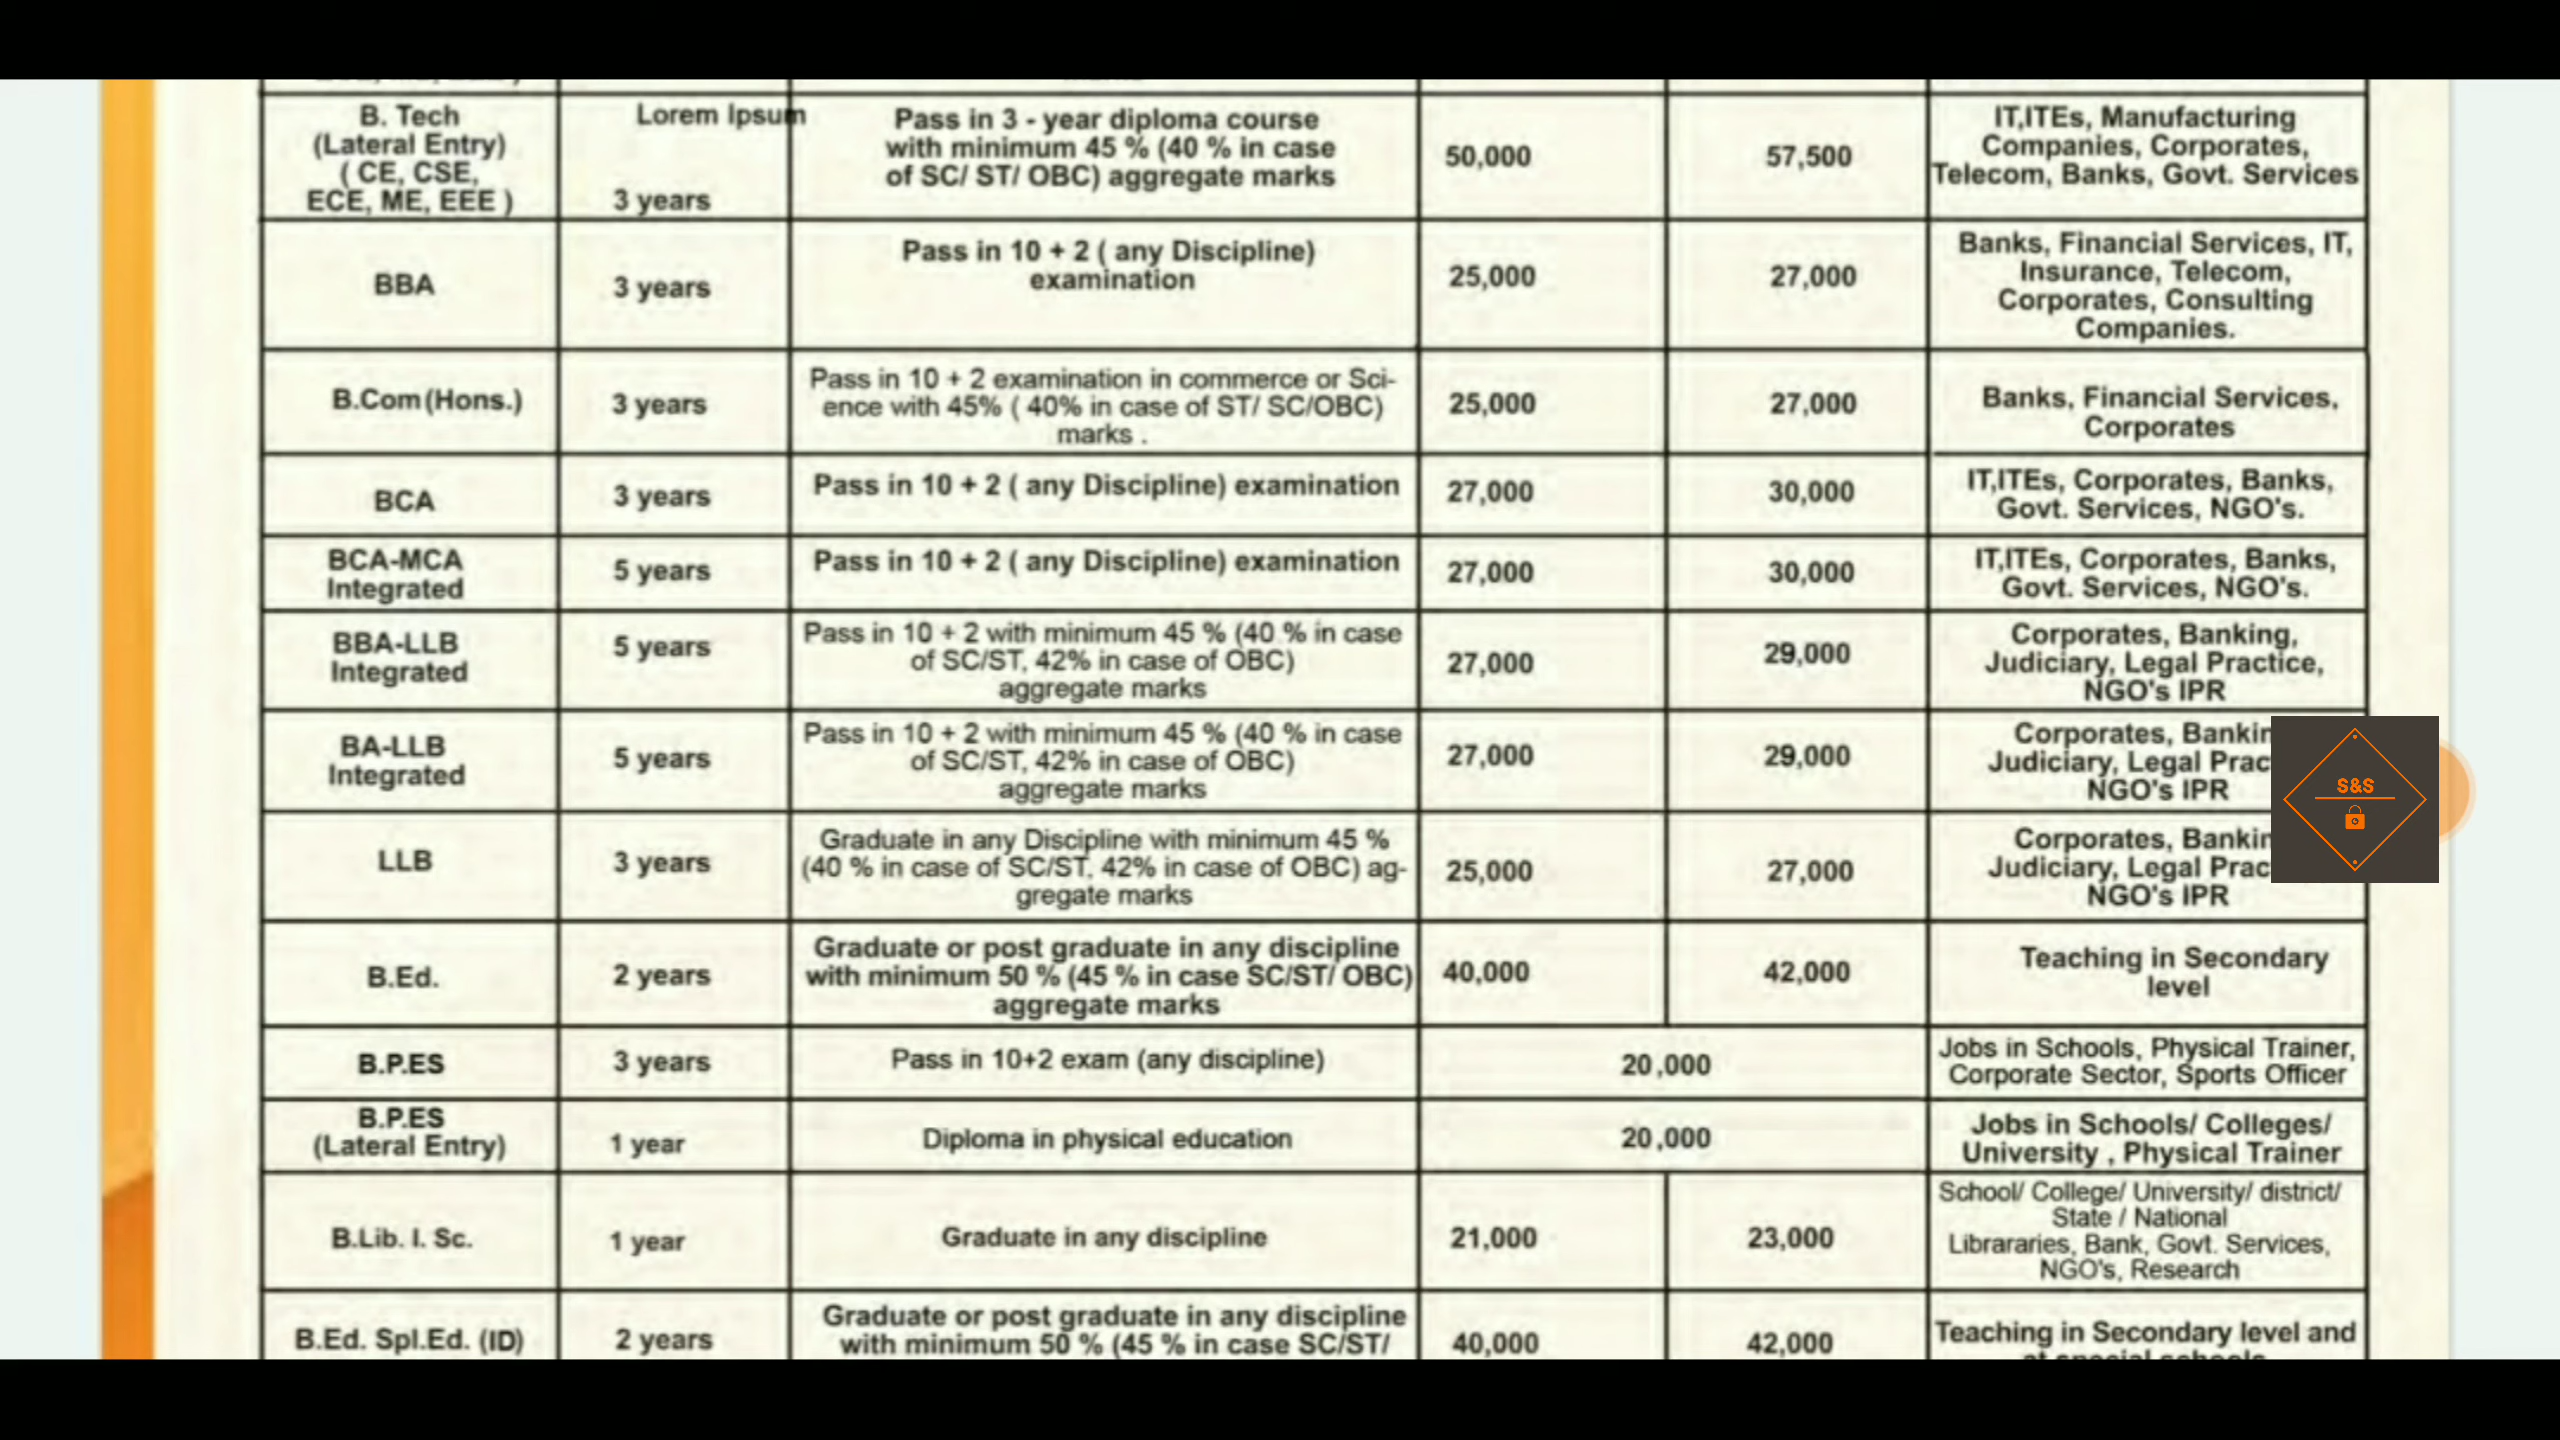 B. Tech
(Lateral Entry)
( CE, CSE,
ECE, ME, EEE )
Lorem Ipsum
3 years
Pass in 3 - year diploma course
with minimum 45 % (40 % in case
of SC/ ST/ OBC) aggregate marks
50,000
57,500
IT,ITEs, Manufacturing
Companies, Corporates,
Telecom, Banks, Govt. Services
BBA
3 years
Pass in 10 + 2 ( any Discipline)
examination
25,000
27,000
Banks, Financial Services, IT,
Insurance, Telecom,
Corporates, Consulting
Companies.
B.Com (Hons.)
3 years
Pass in 10 + 2 examination in commerce or Sci-
ence with 45% ( 40% in case of ST/ SC/OBC)
marks .
25,000
27,000
Banks, Financial Services,
Corporates
BCA
3 years
Pass in 10 + 2 ( any Discipline) examination
27,000
30,000
IT,ITEs, Corporates, Banks,
Govt. Services, NGO's.
BCA-MCA
Integrated
5 years
Pass in 10 + 2 ( any Discipline) examination
27,000
30,000
IT,ITEs, Corporates, Banks,
Govt. Services, NGO's.
BBA-LLB
Integrated
5 years
Pass in 10 + 2 with minimum 45 % (40 % in case
of SC/ST, 42% in case of OBC)
aggregate marks
27,000
29,000
Corporates, Banking,
Judiciary, Legal Practice,
NGO's IPR
BA-LLB
Integrated
5 years
Pass in 10 + 2 with minimum 45 % (40 % in case
of SC/ST, 42% in case of OBC)
aggregate marks
27,000
29,000
Corporates, Bankin
Judiciary, Legal Prac
NGO's IPR
S&S
LLB
3 years
Graduate in any Discipline with minimum 45 %
(40 % in case of SC/ST, 42% in case of OBC) ag-
gregate marks
25,000
27,000
Corporates, Bankin
Judiciary, Legal Prac
NGO's IPR
B.Ed.
2 years
Graduate or post graduate in any discipline
with minimum 50 % (45 % in case SC/ST/ OBC)
aggregate marks
40,000
42,000
Teaching in Secondary
level
B.P.ES
3 years
Pass in 10+2 exam (any discipline)
20,000
Jobs in Schools, Physical Trainer,
Corporate Sector, Sports Officer
B.P.ES
(Lateral Entry)
1 year
Diploma in physical education
20,000
Jobs in Schools/ Colleges/
University , Physical Trainer
B.Lib. I. Sc.
1 year
Graduate in any discipline
21,000
23,000
School/ College/ University/ district/
State / National
Librararies, Bank, Govt. Services,
NGO's, Research
B.Ed. Spl.Ed. (ID)
2 years
Graduate or post graduate in any discipline
with minimum 50 % (45 % in case SC/ST/
40,000
42,000
Teaching in Secondary level and